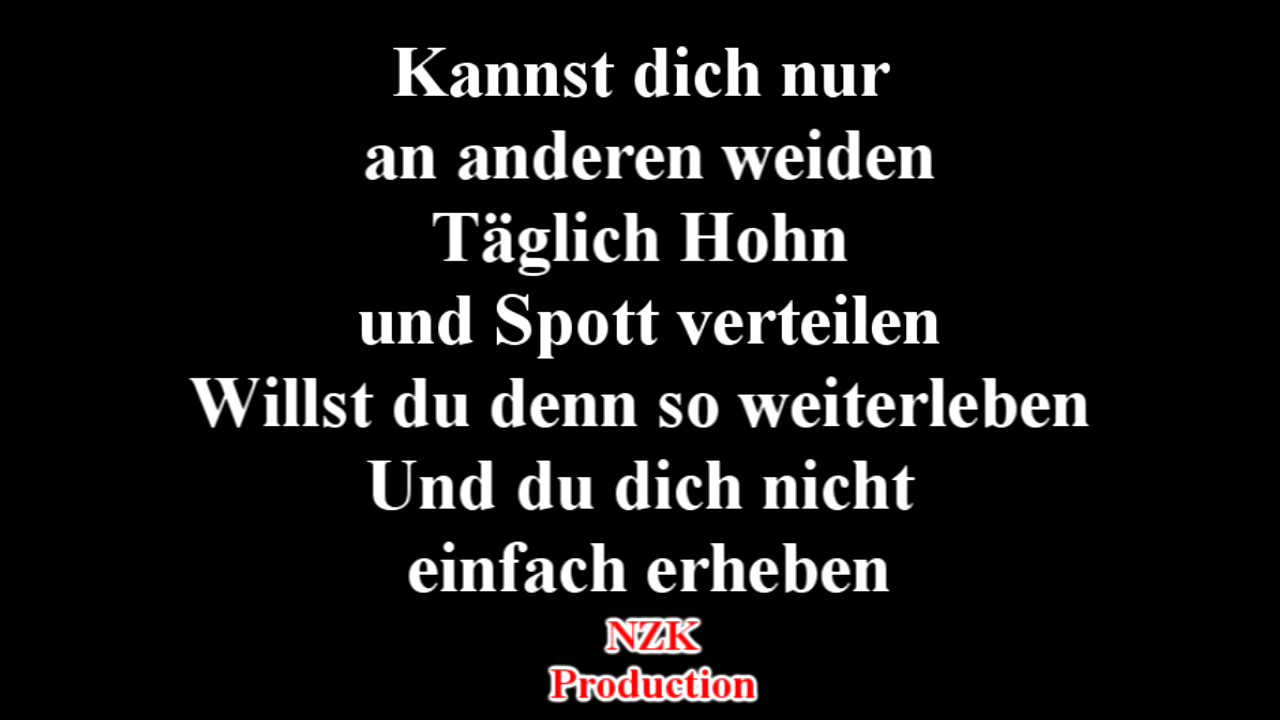 Kannst dich nur
an anderen weiden
Täglich Hohn
und Spott verteilen
Willst du denn so weiterleben
Und du dich nicht
einfach erheben
NZK
Production